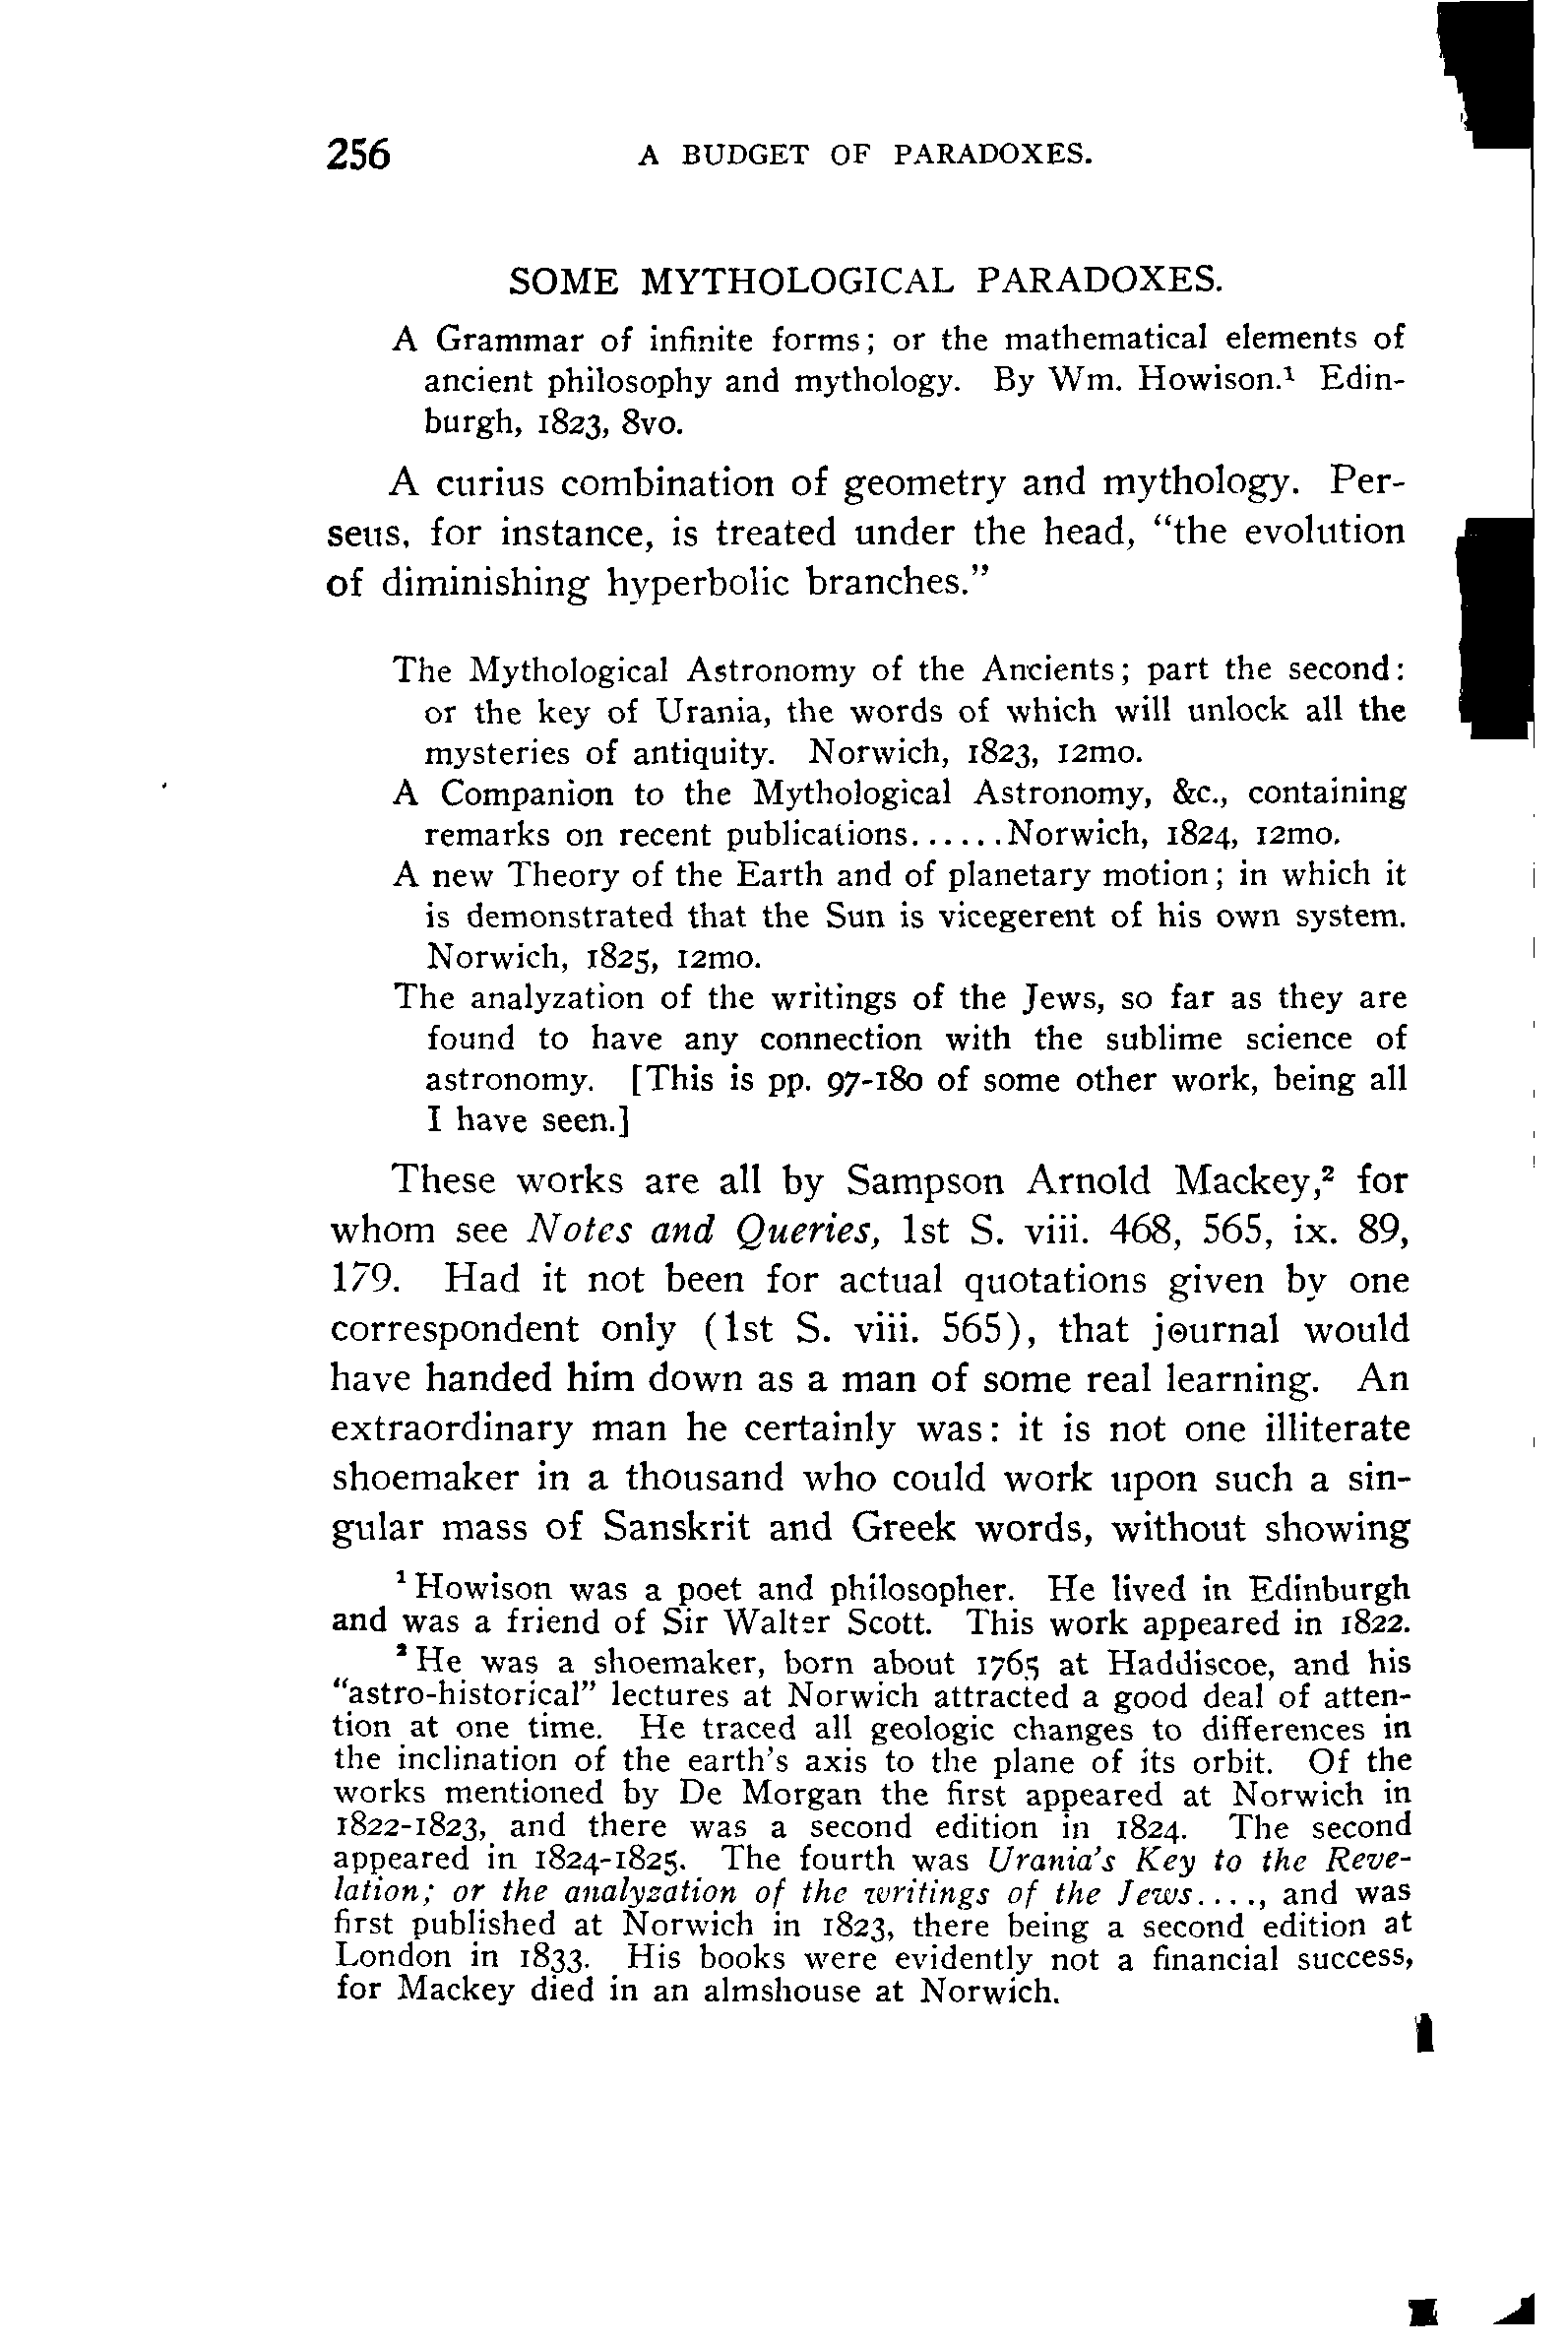 256 A BUDGET OF PARADOXES.
SOME MYTHOLOGICAL PARADOXES.
A Grammar of infinite forms; or the mathematical elements of
ancient philosophy and mythology. By Wm. Howison.¹ Edin-
burgh, 1823, 8vo.
A curius combination of geometry and mythology. Per-
seus, for instance, is treated under the head, “the evolution
of diminishing hyperbolic branches.”
The Mythological Astronomy of the Ancients; part the second:
or the key of Urania, the words of which will unlock all the
mysteries of antiquity. Norwich, 1823, 12mo.
A Companion to the Mythological Astronomy, &c., containing
remarks on recent publications......Norwich, 1824, 12mo.
A new Theory of the Earth and of planetary motion; in which it
is demonstrated that the Sun is vicegerent of his own system.
Norwich, 1825, 12mo.
The analyzation of the writings of the Jews, so far as they are
found to have any connection with the sublime science of
astronomy. [This is pp. 97-180 of some other work, being all
I have seen.]
These works are all by Sampson Arnold Mackey,² for
whom see Notes and Queries, 1st S. viii. 468, 565, ix. 89,
179. Had it not been for actual quotations given by one
correspondent only (1st S. viii. 565), that journal would
have handed him down as a man of some real learning. An
extraordinary man he certainly was: it is not one illiterate
shoemaker in a thousand who could work upon such a sin-
gular mass of Sanskrit and Greek words, without showing
¹ Howison was a poet and philosopher. He lived in Edinburgh
and was a friend of Sir Walter Scott. This work appeared in 1822.
² He was a shoemaker, born about 1765 at Haddiscoe, and his
“astro-historical” lectures at Norwich attracted a good deal of atten-
tion at one time. He traced all geologic changes to differences in
the inclination of the earth’s axis to the plane of its orbit. Of the
works mentioned by De Morgan the first appeared at Norwich in
1822-1823, and there was a second edition in 1824. The second
appeared in 1824-1825. The fourth was Urania’s Key to the Reve-
lation; or the analyzation of the writings of the Jews...., and was
first published at Norwich in 1823, there being a second edition at
London in 1833. His books were evidently not a financial success,
for Mackey died in an almshouse at Norwich.